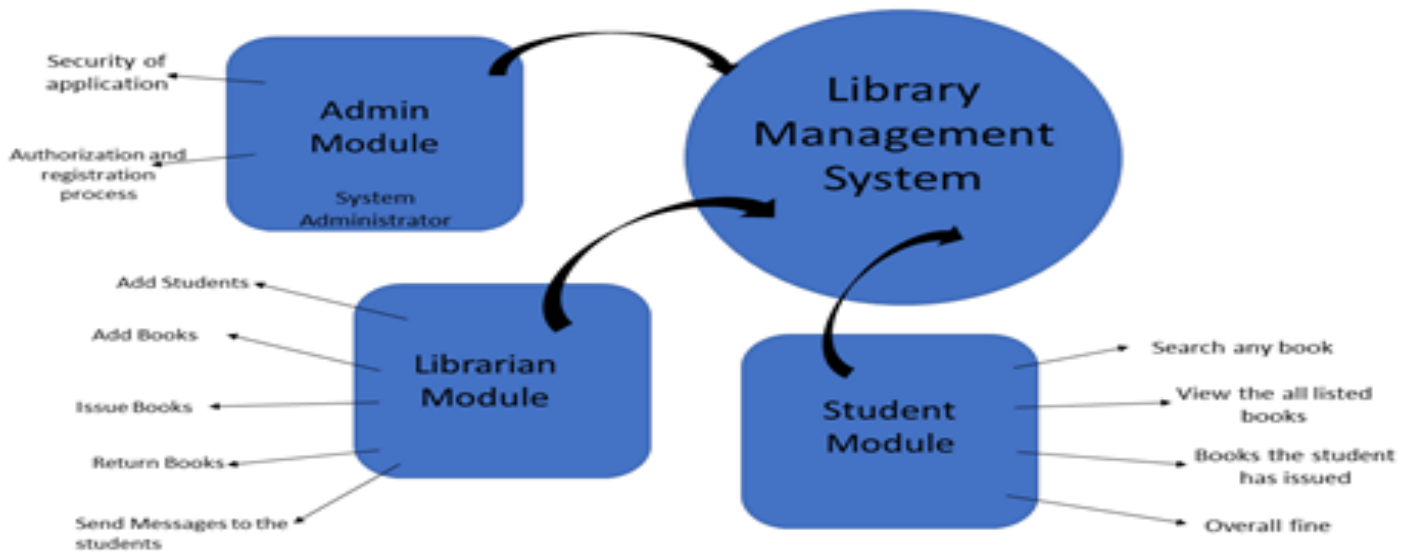 Security of
application
Authorization and
registration
process
Admin
Module
System
Administrator
Library
Management
System
Add Students
Add Books
Issue Books
Return Books
Send Messages to the
students
Librarian
Module
Student
Module
Search any book
View the all listed
books
Books the student
has issued
Overall fine